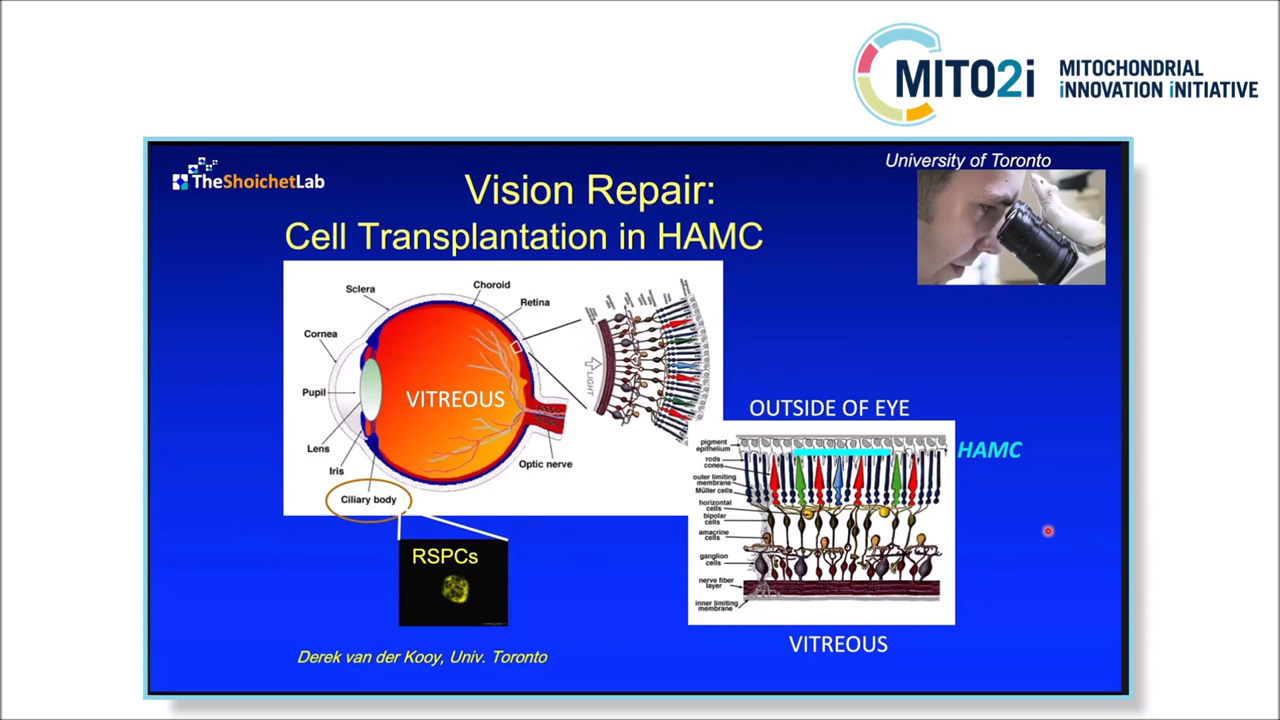 MITO2i
MITOCHONDRIAL
iNNOVATION iNITIATIVE
TheShoichetLab
University of Toronto
Vision Repair:
Cell Transplantation in HAMC
Sclera
Choroid
Retina
Cornea
Pupil
VITREOUS
LIGHT
Lens
Iris
Optic nerve
Ciliary body
RSPCs
Derek van der Kooy, Univ. Toronto
OUTSIDE OF EYE
HAMC
pigment
epithelium
rods
cones
outer limiting
membrane
Müller cells
horizontal
cells
bipolar
cells
amacrine
cells
ganglion
cells
nerve fiber
layer
inner limiting
membrane
VITREOUS